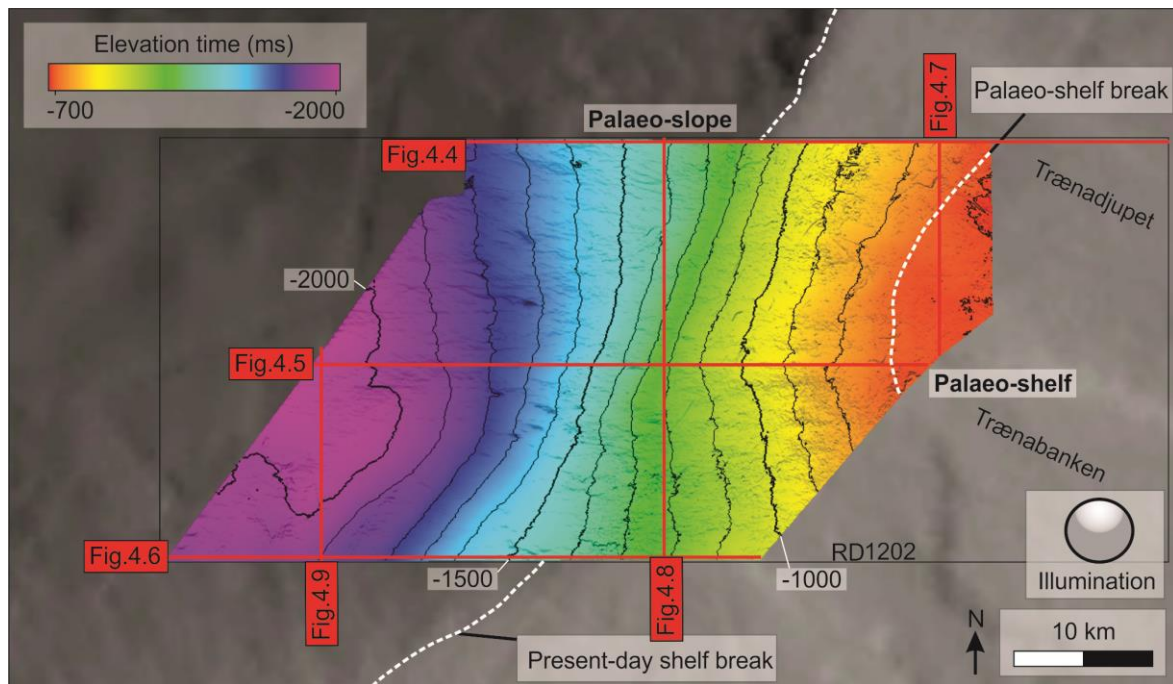 Elevation time (ms)
-700
-2000
Palaeo-slope
Fig.4.7
Palaeo-shelf break
Fig.4.4
Trænadjupet
-2000
Fig.4.5
Palaeo-shelf
Trænabanken
Fig.4.6
RD1202
Illumination
-1500
-1000
Fig.4.9
Fig.4.8
N
10 km
Present-day shelf break